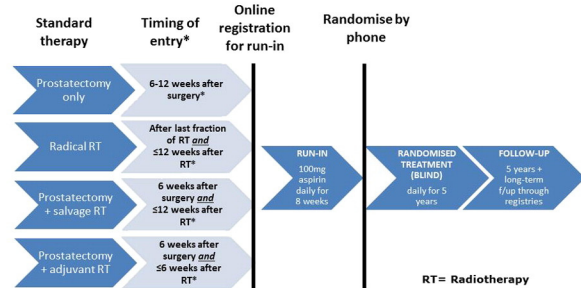 Standard
therapy
Timing of
entry*
Online
registration
for run-in
Randomise by
phone
Prostatectomy
only
6-12 weeks after
surgery*
Radical RT
After last fraction
of RT and
≤12 weeks after
RT*
Prostatectomy
+ salvage RT
6 weeks after
surgery and
≤12 weeks after
RT*
Prostatectomy
+ adjuvant RT
6 weeks after
surgery and
≤6 weeks after
RT*
RUN-IN
100mg
aspirin
daily for
8 weeks
RANDOMISED
TREATMENT
(BLIND)
daily for 5
years
FOLLOW-UP
5 years +
long-term
f/up through
registries
RT= Radiotherapy